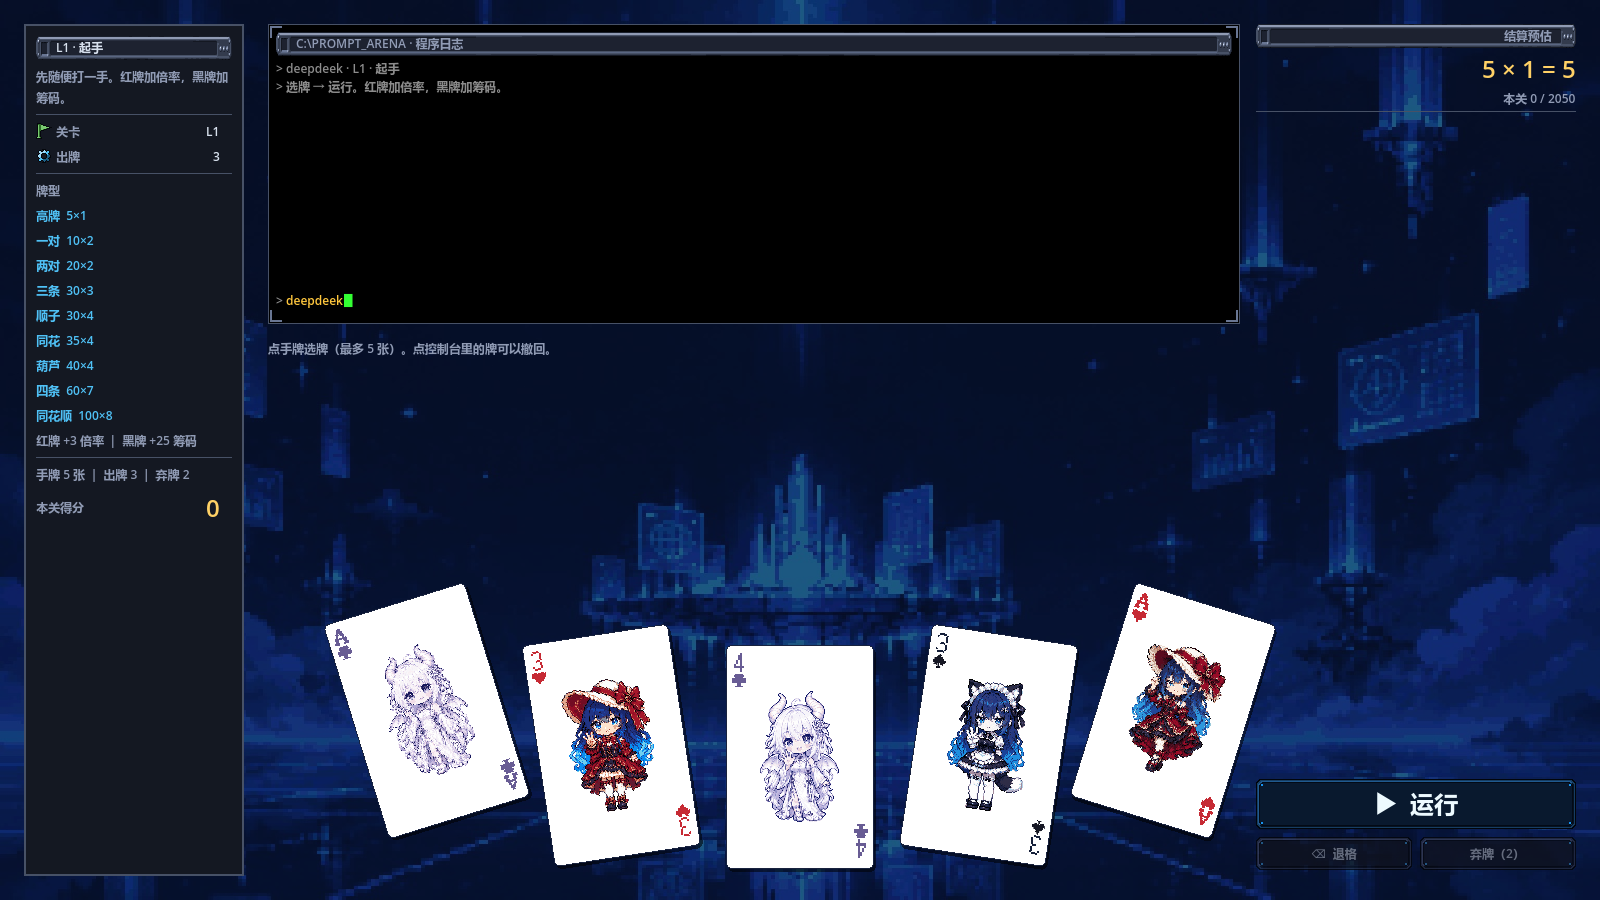 L1 · 起手
先随便打一手。红牌加倍率，黑牌加
筹码。
关卡 L1
出牌 3
牌型
高牌 5×1
一对 10×2
两对 20×2
三条 30×3
顺子 30×4
同花 35×4
葫芦 40×4
四条 60×7
同花顺 100×8
红牌 +3 倍率 | 黑牌 +25 筹码
手牌 5 张 | 出牌 3 | 弃牌 2
本关得分 0
C:\PROMPT_ARENA · 程序日志
> deepdeek · L1 · 起手
> 选牌 → 运行。红牌加倍率，黑牌加筹码。
> deepdeek
点手牌选牌（最多 5 张）。点控制台里的牌可以撤回。
结算预估
5 × 1 = 5
本关 0 / 2050
A
A
3
3
4
4
3
3
A
A
▶ 运行
⌫ 退格
弃牌（2）